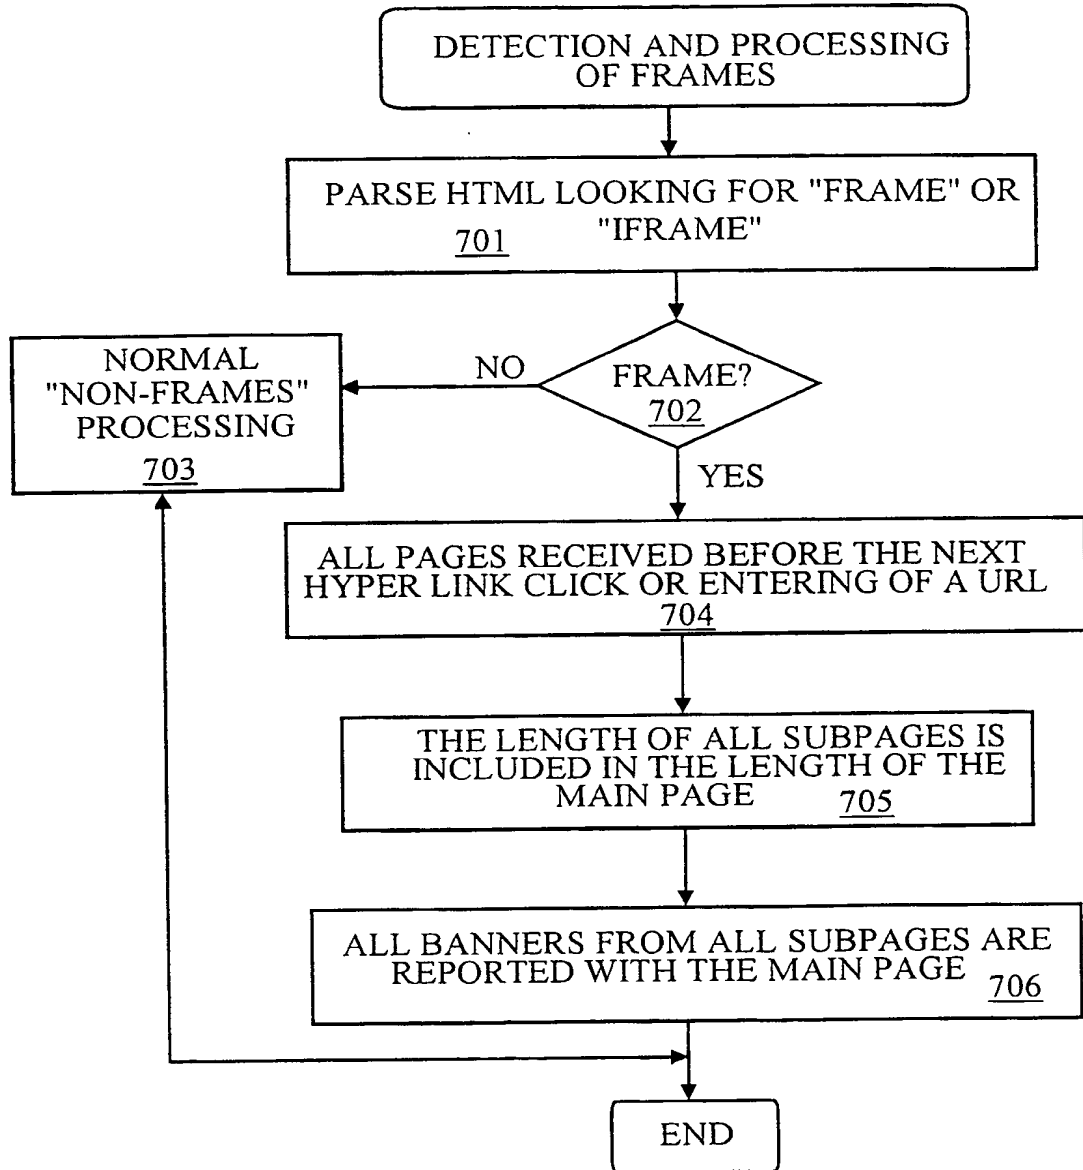 DETECTION AND PROCESSING
OF FRAMES
PARSE HTML LOOKING FOR "FRAME" OR
"IFRAME"
701
FRAME?
702
NO
NORMAL
"NON-FRAMES"
PROCESSING
703
YES
ALL PAGES RECEIVED BEFORE THE NEXT
HYPER LINK CLICK OR ENTERING OF A URL
704
THE LENGTH OF ALL SUBPAGES IS
INCLUDED IN THE LENGTH OF THE
MAIN PAGE 705
ALL BANNERS FROM ALL SUBPAGES ARE
REPORTED WITH THE MAIN PAGE 706
END